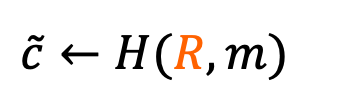 c̃ ← H(R, m)